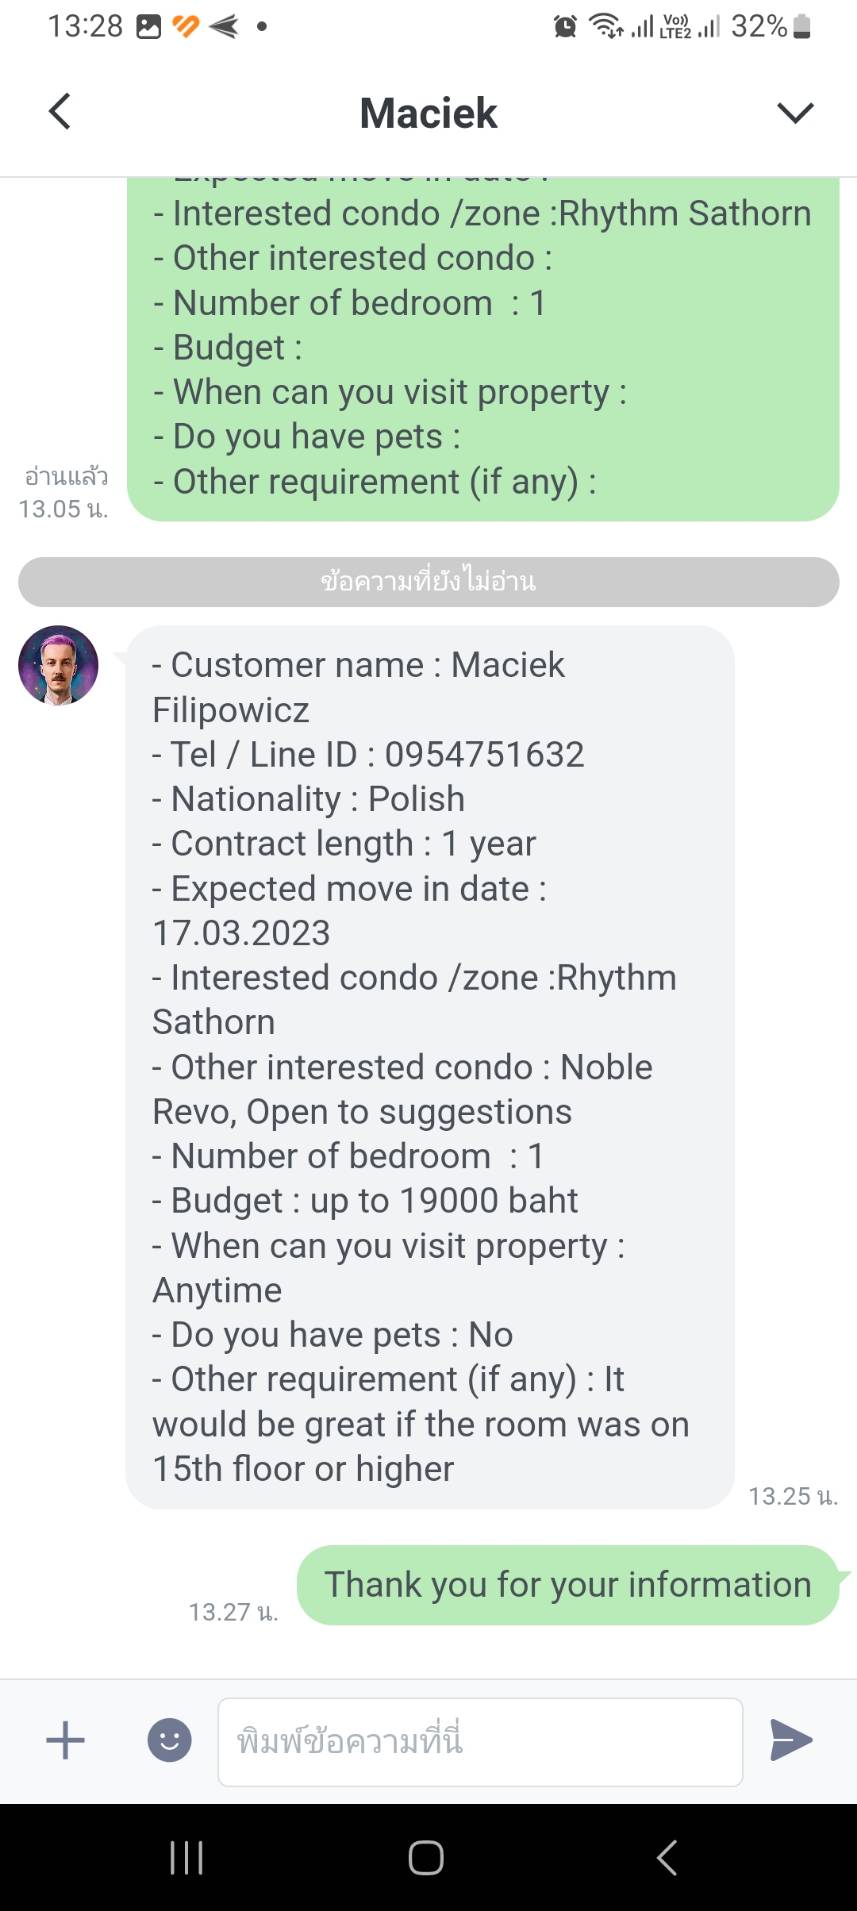 13:28
Vo))
LTE2
32%
Maciek
- Interested condo /zone :Rhythm Sathorn
- Other interested condo :
- Number of bedroom  : 1
- Budget :
- When can you visit property :
- Do you have pets :
- Other requirement (if any) :
อ่านแล้ว
13.05 น.
ข้อความที่ยังไม่อ่าน
- Customer name : Maciek
Filipowicz
- Tel / Line ID : 0954751632
- Nationality : Polish
- Contract length : 1 year
- Expected move in date :
17.03.2023
- Interested condo /zone :Rhythm
Sathorn
- Other interested condo : Noble
Revo, Open to suggestions
- Number of bedroom  : 1
- Budget : up to 19000 baht
- When can you visit property :
Anytime
- Do you have pets : No
- Other requirement (if any) : It
would be great if the room was on
15th floor or higher
13.25 น.
Thank you for your information
13.27 น.
พิมพ์ข้อความที่นี่